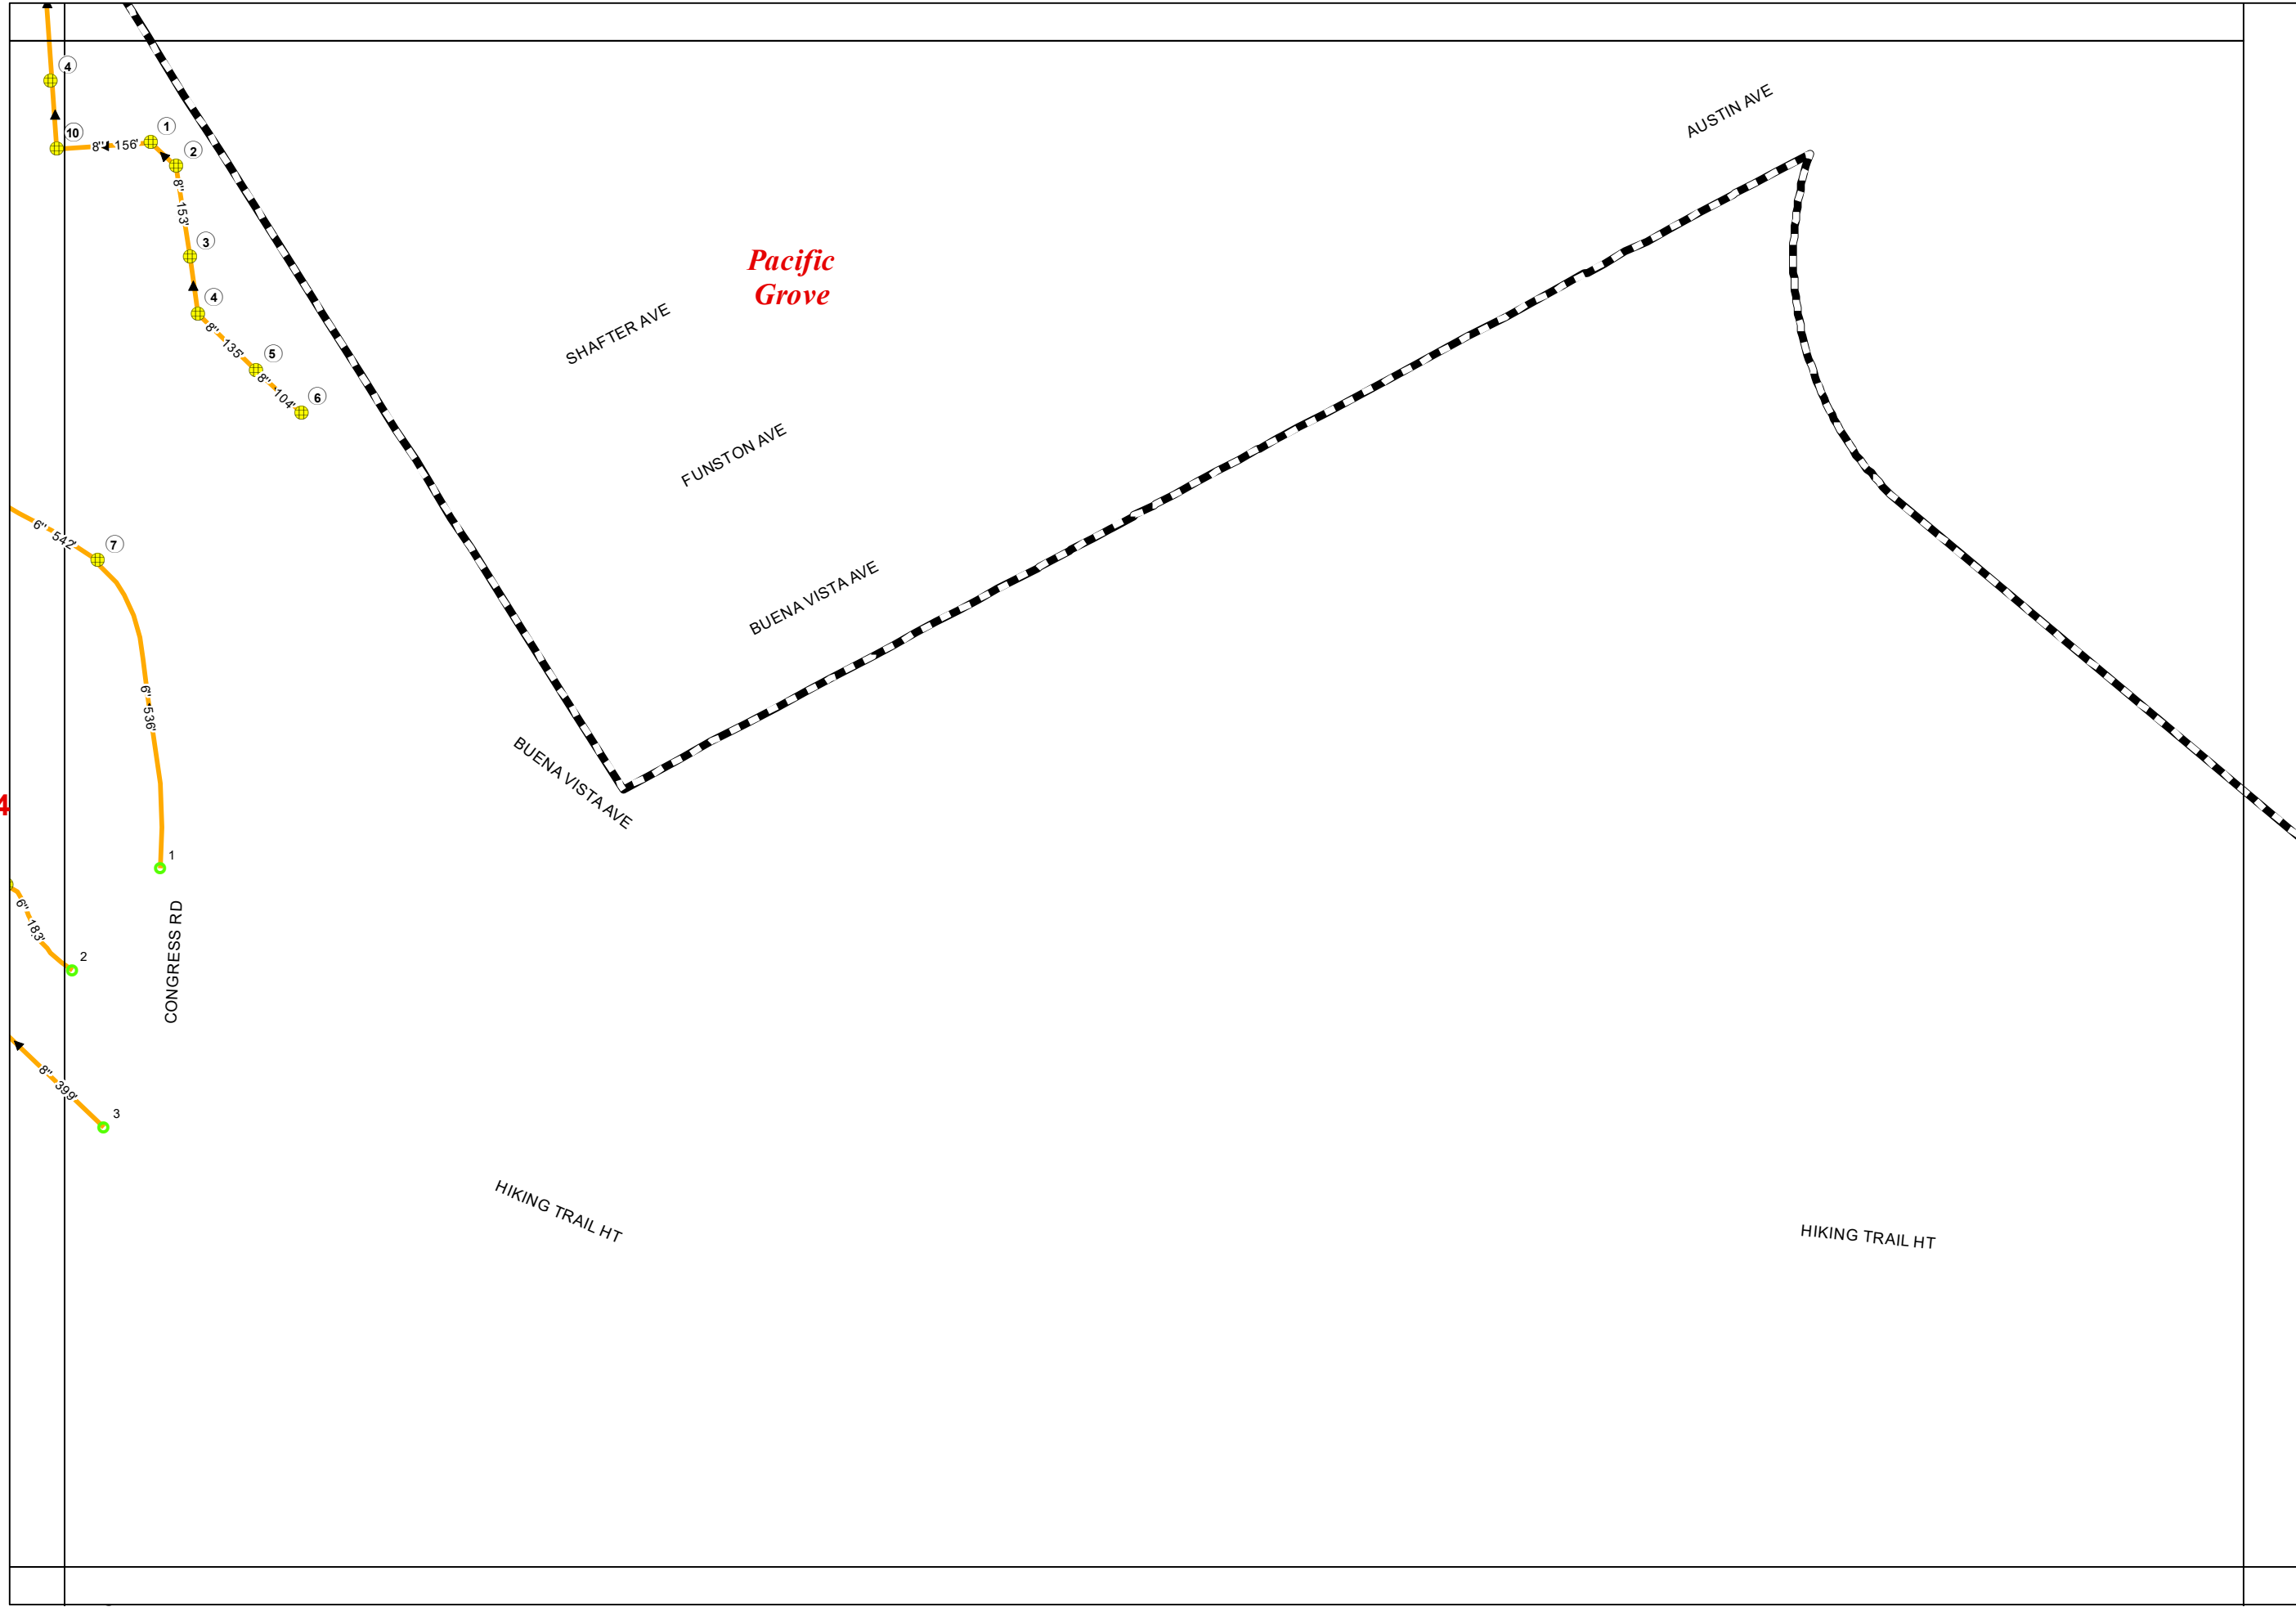 4
AUSTIN AVE
1
10
8" 156'
2
8" 153'
3
Pacific
Grove
4
SHAFTER AVE
8" 135'
5
8" 104'
6
FUNSTON AVE
6" 542'
7
BUENA VISTA AVE
6" 536'
BUENA VISTA AVE
4
1
6" 183'
CONGRESS RD
2
8" 399'
3
HIKING TRAIL HT
HIKING TRAIL HT